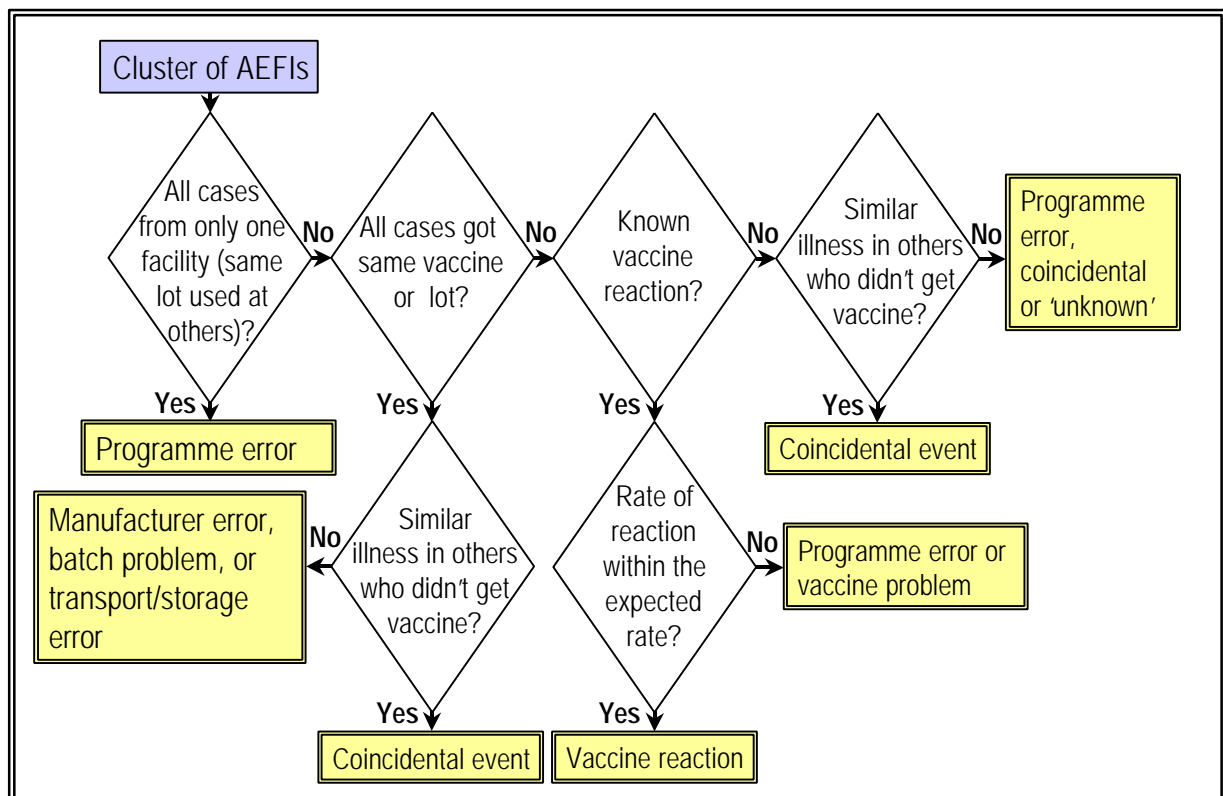 Cluster of AEFIs
All cases
from only one
facility (same
lot used at
others)?
No
Yes
Programme error
All cases got
same vaccine
or lot?
No
Yes
Similar
illness in others
who didn't get
vaccine?
No
Manufacturer error,
batch problem, or
transport/storage
error
Yes
Coincidental event
Known
vaccine
reaction?
No
Yes
Rate of
reaction
within the
expected
rate?
No
Programme error or
vaccine problem
Yes
Vaccine reaction
Similar
illness in others
who didn't get
vaccine?
No
Programme
error,
coincidental
or ‘unknown’
Yes
Coincidental event